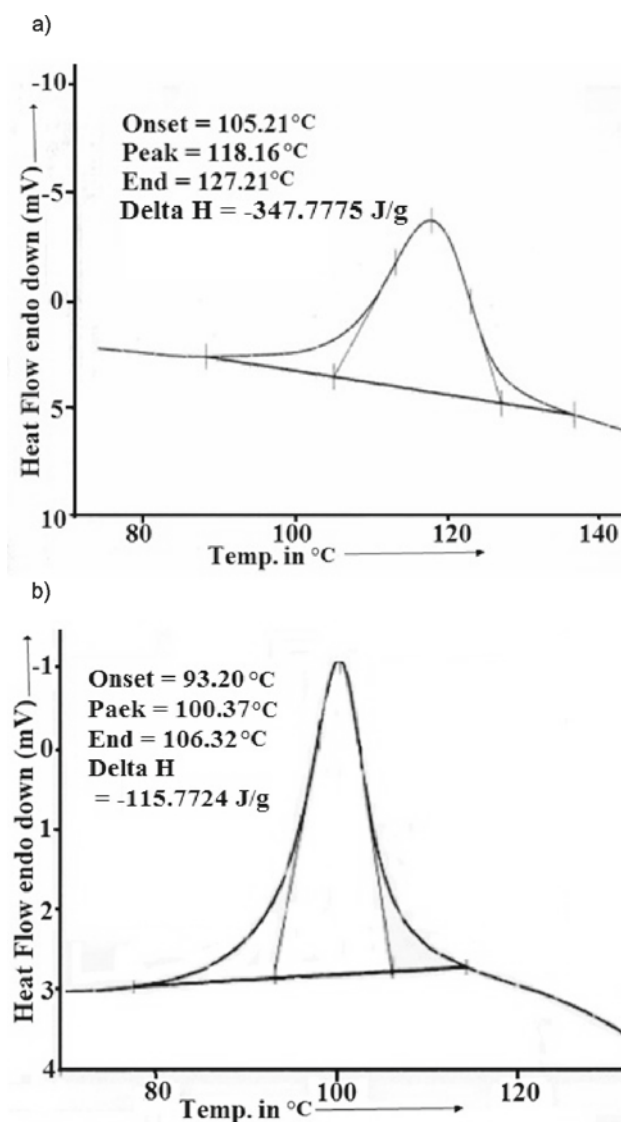 a)
-10
Onset = 105.21°C
Peak = 118.16°C
-5
End = 127.21°C
Delta H = -347.7775 J/g
0
5
10
Heat Flow endo down (mV)
80
100
120
140
Temp. in °C
b)
-1
Onset = 93.20 °C
Paek = 100.37°C
0
End = 106.32°C
Delta H
= -115.7724 J/g
1
2
3
4
Heat Flow endo down (mV)
80
100
120
Temp. in °C